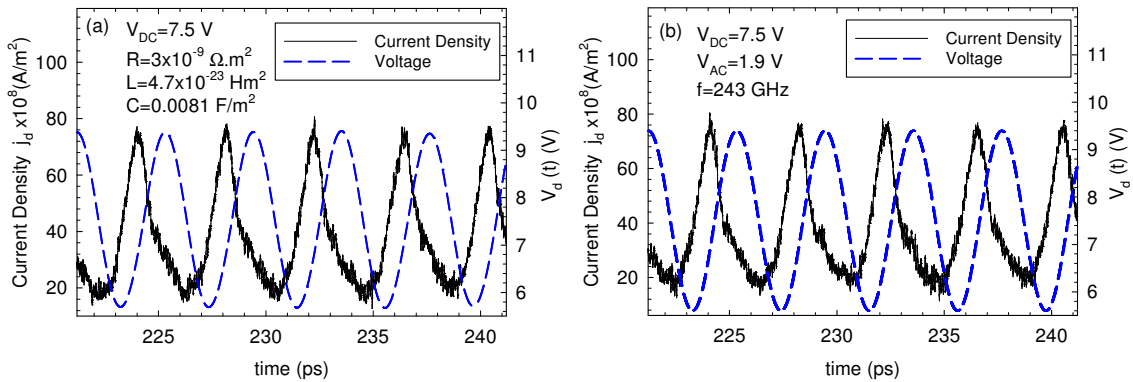 (a)
V_DC=7.5 V
R=3x10^-9 Ω.m^2
L=4.7x10^-23 Hm^2
C=0.0081 F/m^2
Current Density
Voltage
Current Density j_d x10^8(A/m^2)
100
80
60
40
20
11
10
9
8
7
6
V_d (t) (V)
225 230 235 240
time (ps)
(b)
V_DC=7.5 V
V_AC=1.9 V
f=243 GHz
Current Density
Voltage
Current Density j_d x10^8(A/m^2)
100
80
60
40
20
11
10
9
8
7
6
V_d (t) (V)
225 230 235 240
time (ps)